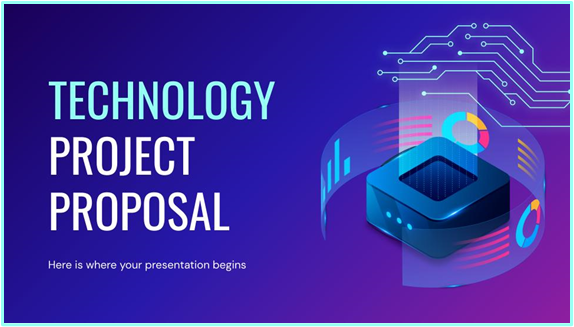 TECHNOLOGY
PROJECT
PROPOSAL
Here is where your presentation begins